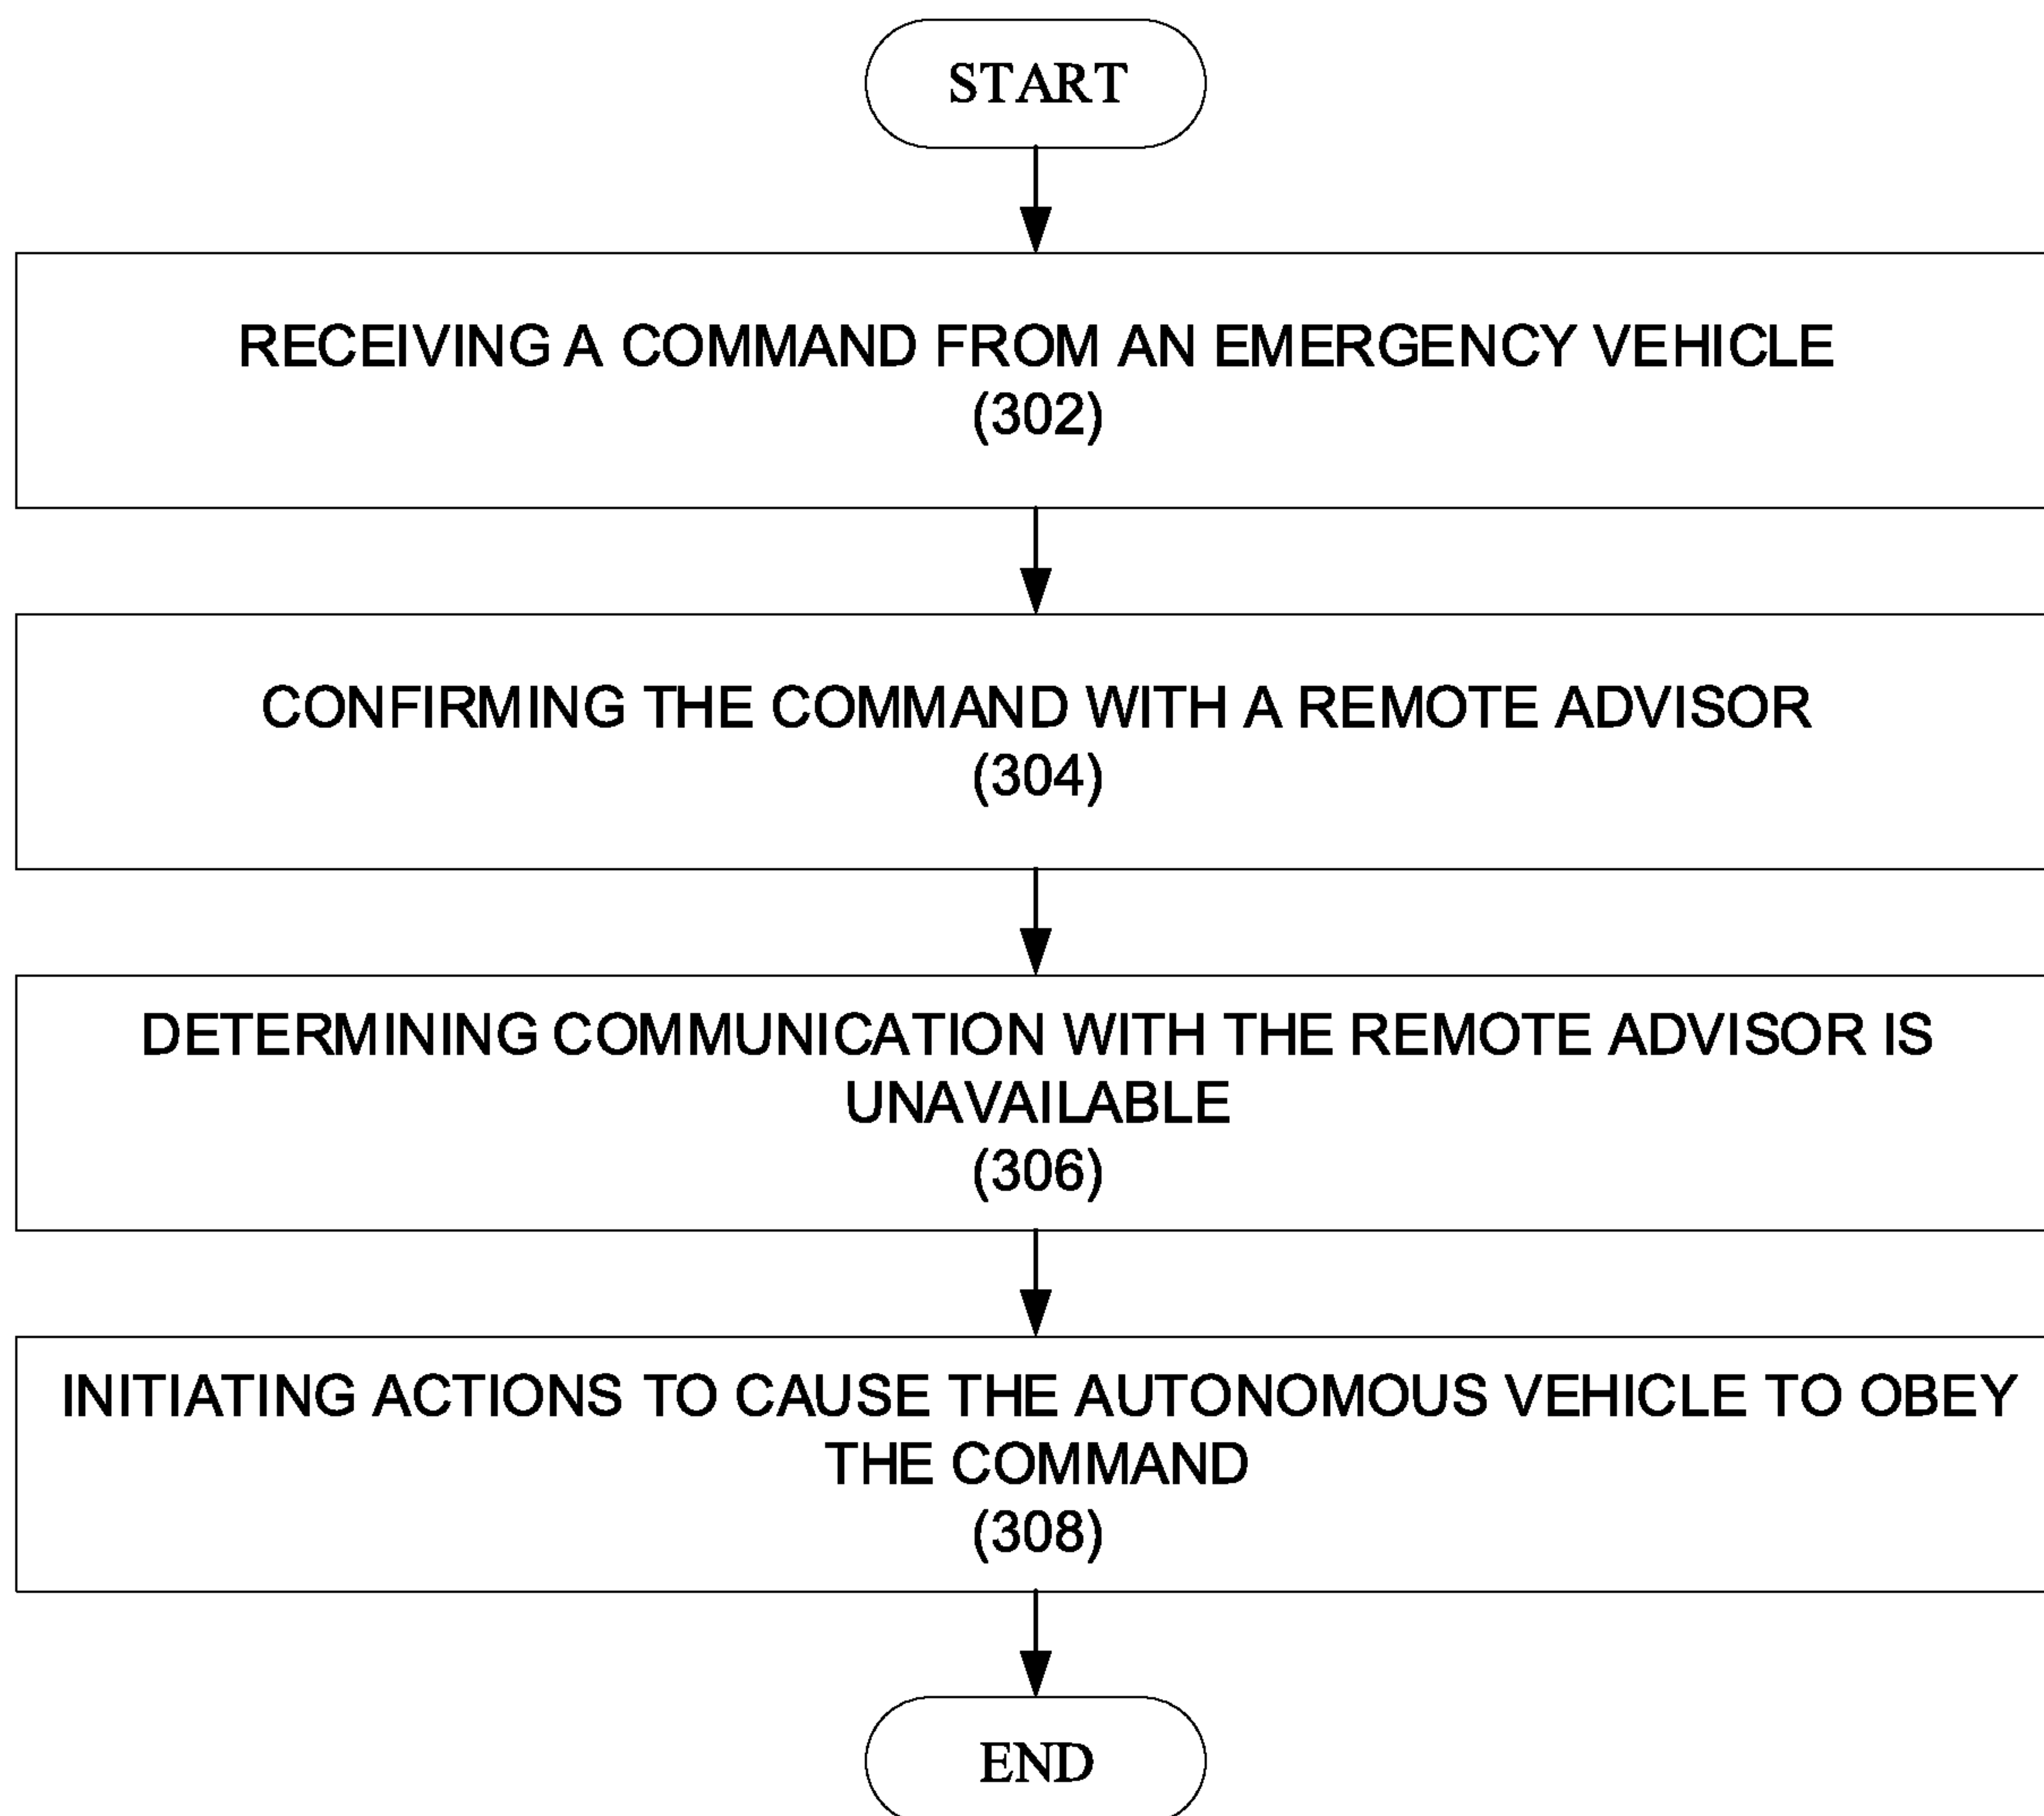 START
RECEIVING A COMMAND FROM AN EMERGENCY VEHICLE
(302)
CONFIRMING THE COMMAND WITH A REMOTE ADVISOR
(304)
DETERMINING COMMUNICATION WITH THE REMOTE ADVISOR IS
UNAVAILABLE
(306)
INITIATING ACTIONS TO CAUSE THE AUTONOMOUS VEHICLE TO OBEY
THE COMMAND
(308)
END